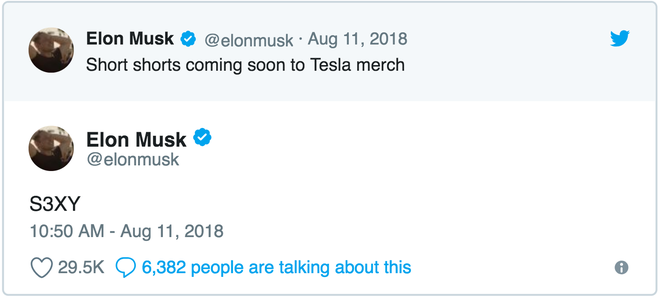 Elon Musk @elonmusk · Aug 11, 2018
Short shorts coming soon to Tesla merch
Elon Musk
@elonmusk
S3XY
10:50 AM - Aug 11, 2018
29.5K 6,382 people are talking about this